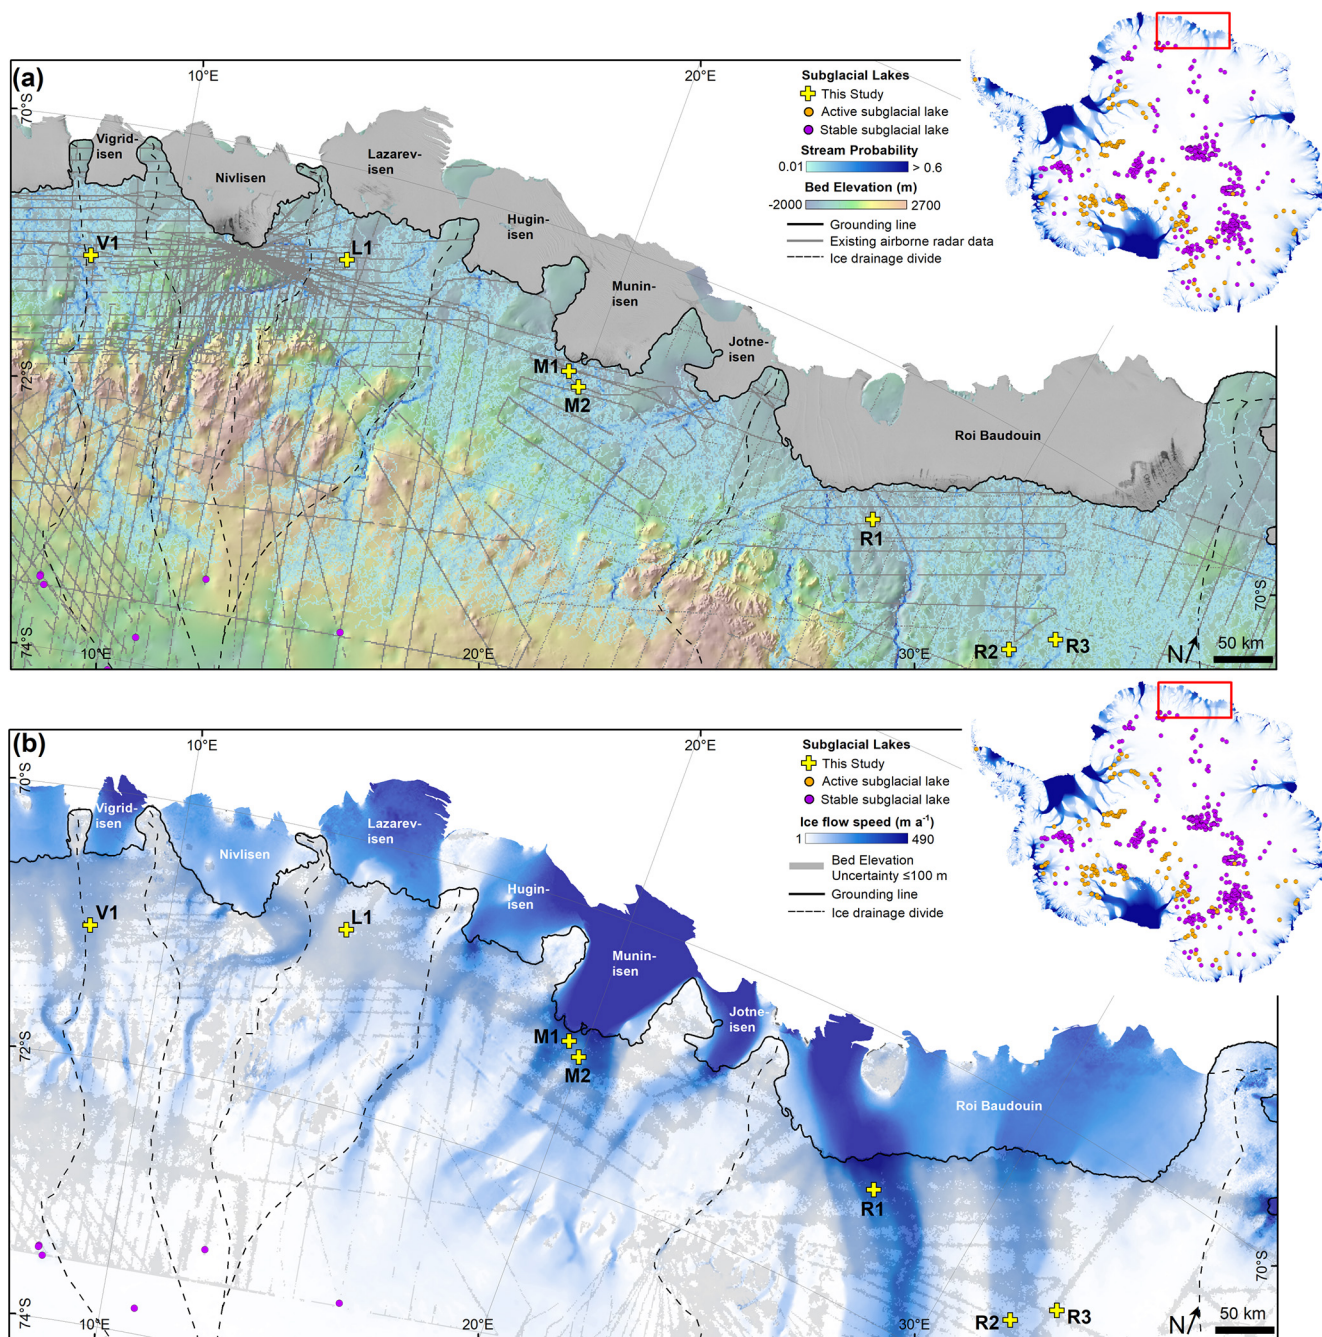 (a)
10°E
20°E
70°S
Subglacial Lakes
This Study
Active subglacial lake
Stable subglacial lake
Stream Probability
0.01
> 0.6
Bed Elevation (m)
-2000
2700
Grounding line
Existing airborne radar data
Ice drainage divide
Vigrid-
isen
Nivlisen
Lazarev-
isen
Hugin-
isen
Munin-
isen
Jotne-
isen
Roi Baudouin
V1
L1
M1
M2
R1
R2
R3
72°S
74°S
70°S
10°E
20°E
30°E
N
50 km
(b)
10°E
20°E
70°S
Subglacial Lakes
This Study
Active subglacial lake
Stable subglacial lake
Ice flow speed (m a-1)
1
490
Bed Elevation
Uncertainty ≤100 m
Grounding line
Ice drainage divide
Vigrid-
isen
Nivlisen
Lazarev-
isen
Hugin-
isen
Munin-
isen
Jotne-
isen
Roi Baudouin
V1
L1
M1
M2
R1
R2
R3
72°S
74°S
70°S
10°E
20°E
30°E
N
50 km